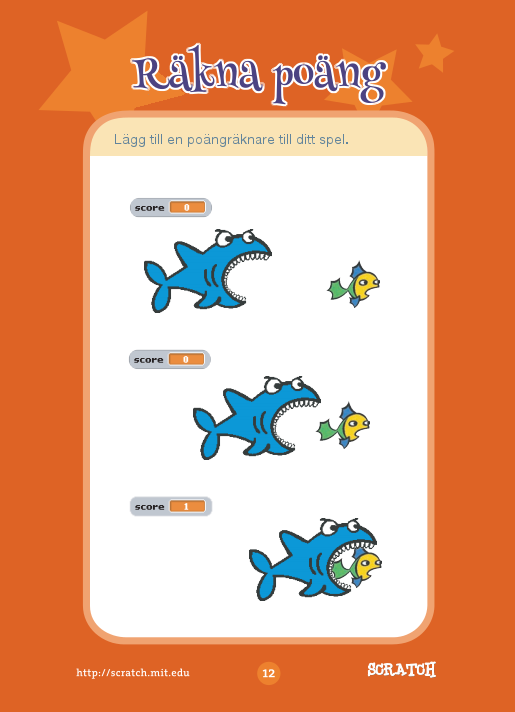 Räkna poäng
Lägg till en poängräknare till ditt spel.
score 0
score 0
score 1
http://scratch.mit.edu 12 SCRATCH